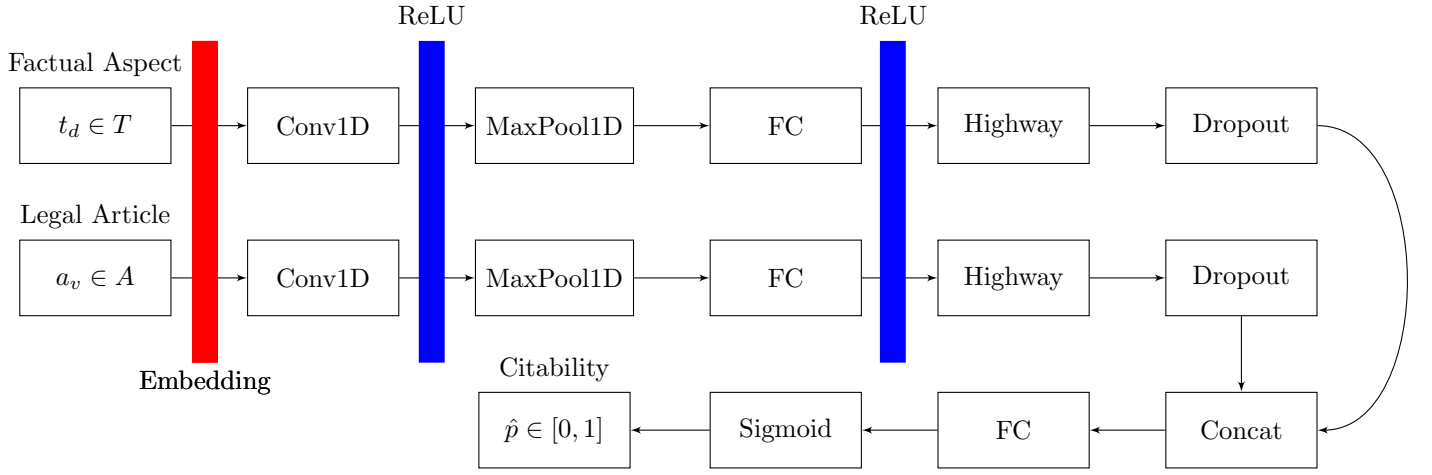 ReLU
ReLU
Factual Aspect
t_d ∈ T
Conv1D
MaxPool1D
FC
Highway
Dropout
Legal Article
a_v ∈ A
Conv1D
MaxPool1D
FC
Highway
Dropout
Embedding
Citability
p̂ ∈ [0, 1]
Sigmoid
FC
Concat